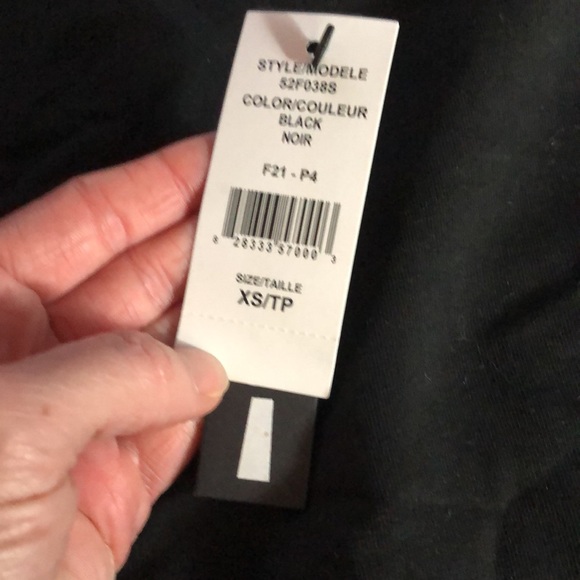 STYLE/MODELE
52F038S
COLOR/COULEUR
BLACK
NOIR
F21 - P4
8 28333 57000 3
SIZE/TAILLE
XS/TP